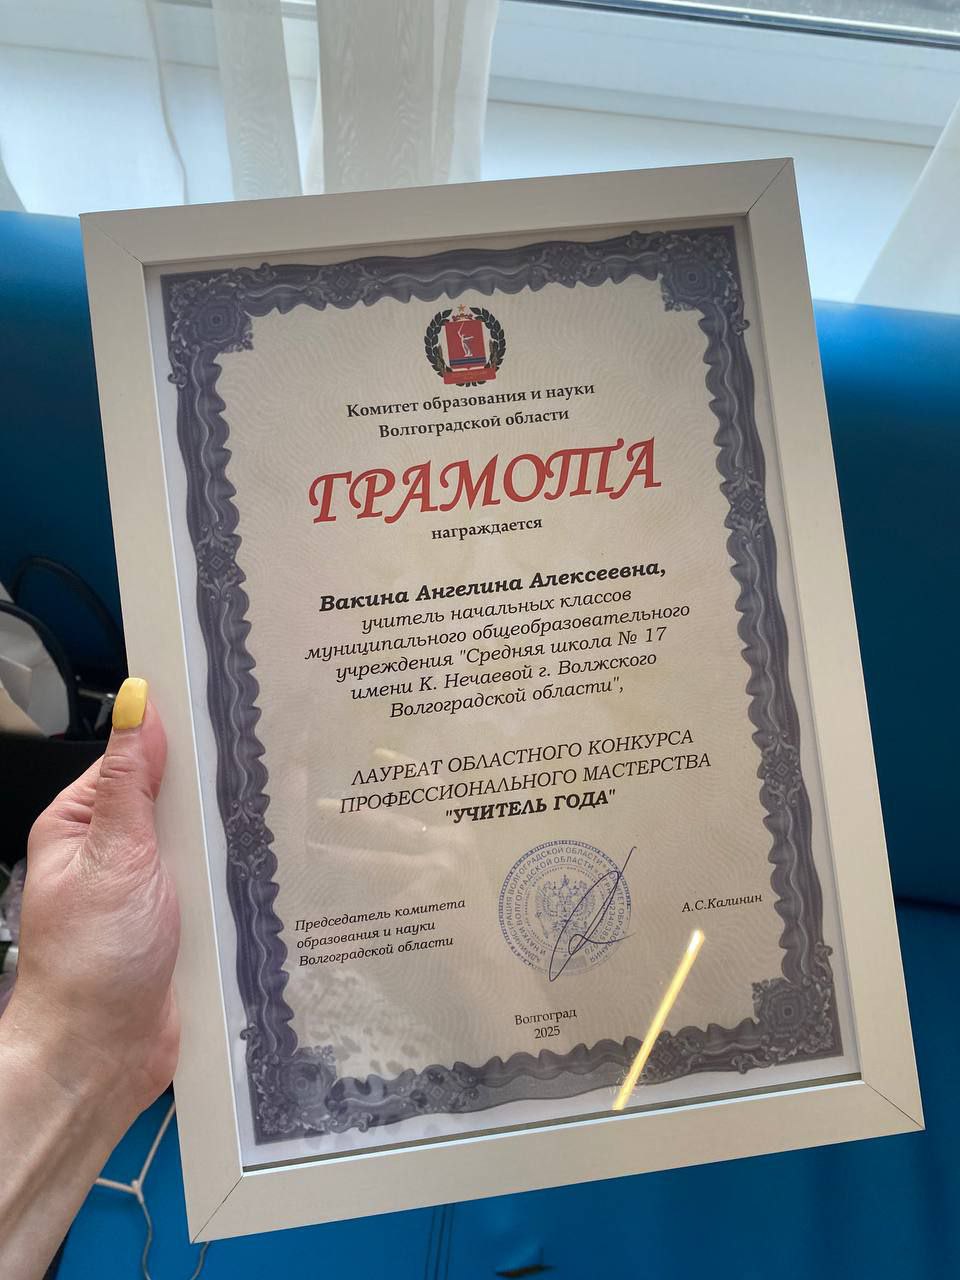 Комитет образования и науки
Волгоградской области
ГРАМОТА
награждается
Вакина Ангелина Алексеевна,
учитель начальных классов
муниципального общеобразовательного
учреждения "Средняя школа № 17
имени К. Нечаевой г. Волжского
Волгоградской области",
ЛАУРЕАТ ОБЛАСТНОГО КОНКУРСА
ПРОФЕССИОНАЛЬНОГО МАСТЕРСТВА
"УЧИТЕЛЬ ГОДА"
Председатель комитета
образования и науки
Волгоградской области
А.С.Калинин
Волгоград
2025